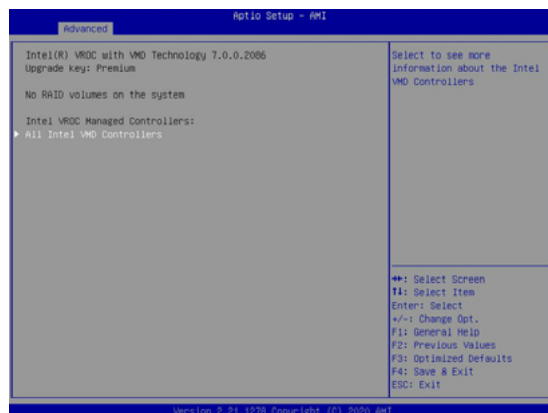 Aptio Setup - AMI
Advanced
Intel(R) VROC with VMD Technology 7.0.0.2086
Upgrade key: Premium
No RAID volumes on the system
Intel VROC Managed Controllers:
All Intel VMD Controllers
Select to see more
information about the Intel
VMD Controllers
↔: Select Screen
↑↓: Select Item
Enter: Select
+/-: Change Opt.
F1: General Help
F2: Previous Values
F3: Optimized Defaults
F4: Save & Exit
ESC: Exit
Version 2.21.1278 Copyright (C) 2020 AMI